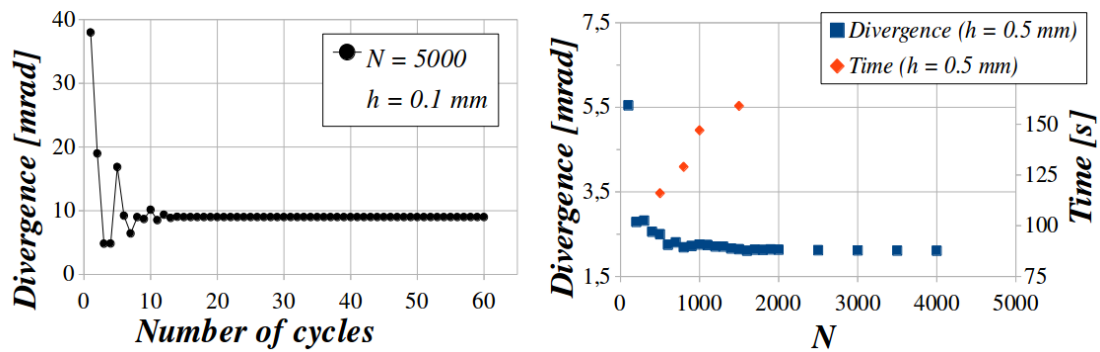 40
30
20
10
0
Divergence [mrad]
N = 5000
h = 0.1 mm
0 10 20 30 40 50 60
Number of cycles
7,5
5,5
3,5
1,5
Divergence [mrad]
Divergence (h = 0.5 mm)
Time (h = 0.5 mm)
150
125
100
75
Time [s]
0 1000 2000 3000 4000 5000
N